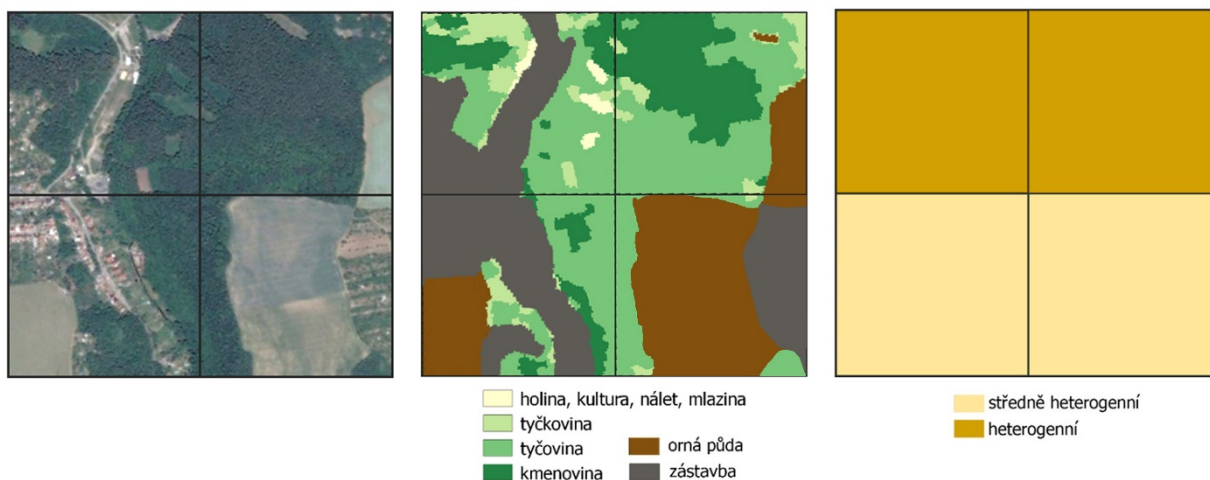 holina, kultura, nálet, mlazina
tyčkovina
tyčovina
kmenovina
orná půda
zástavba
středně heterogenní
heterogenní